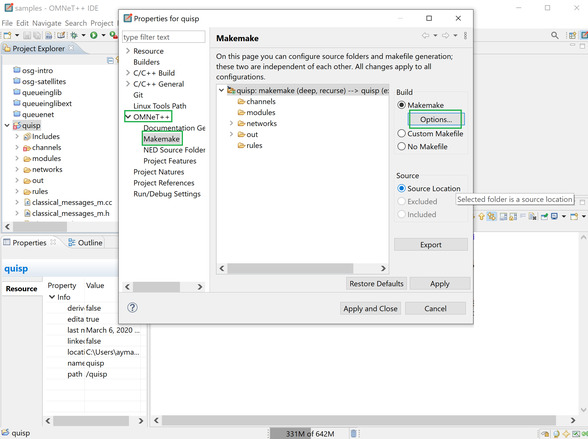 samples - OMNeT++ IDE
File Edit Navigate Search Project
Project Explorer
osg-intro
osg-satellites
queueinglib
queueinglibext
queuenet
quisp
Includes
channels
modules
networks
out
rules
classical_messages_m.cc
classical_messages_m.h
Properties
Outline
quisp
Resource
Property Value
Info
deriv false
edita true
last n March 6, 2020
linked false
locati C:\Users\ayma...
name quisp
path /quisp
quisp
331M of 642M
Properties for quisp
type filter text
Resource
Builders
C/C++ Build
C/C++ General
Git
Linux Tools Path
OMNeT++
Documentation Ge
Makemake
NED Source Folder
Project Features
Project Natures
Project References
Run/Debug Settings
Makemake
On this page you can configure source folders and makefile generation;
these two are independent of each other. All changes apply to all
configurations.
quisp: makemake (deep, recurse) --> quisp (e
channels
modules
networks
out
rules
Build
Makemake
Options...
Custom Makefile
No Makefile
Source
Source Location
Excluded
Included
Export
Selected folder is a source location
Restore Defaults
Apply
Apply and Close
Cancel